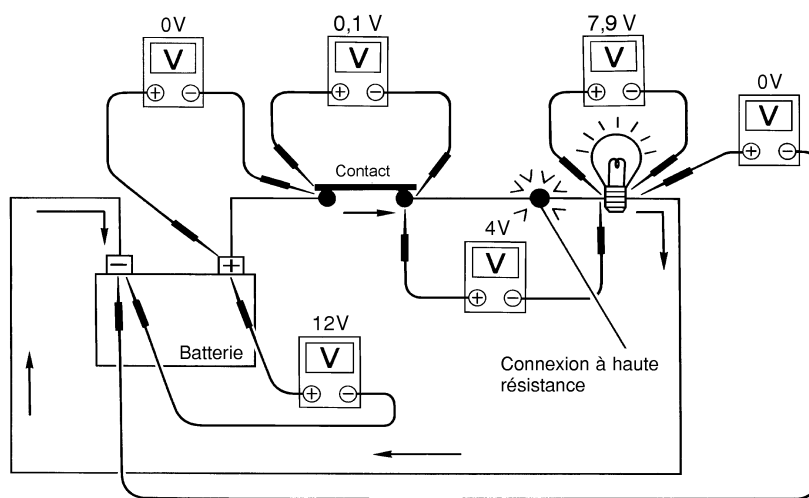 0V
0,1 V
7,9 V
0V
V
V
V
V
+ −
+ −
+ −
+ −
Contact
4V
V
+ −
− +
Batterie
12V
V
+ −
Connexion à haute
résistance